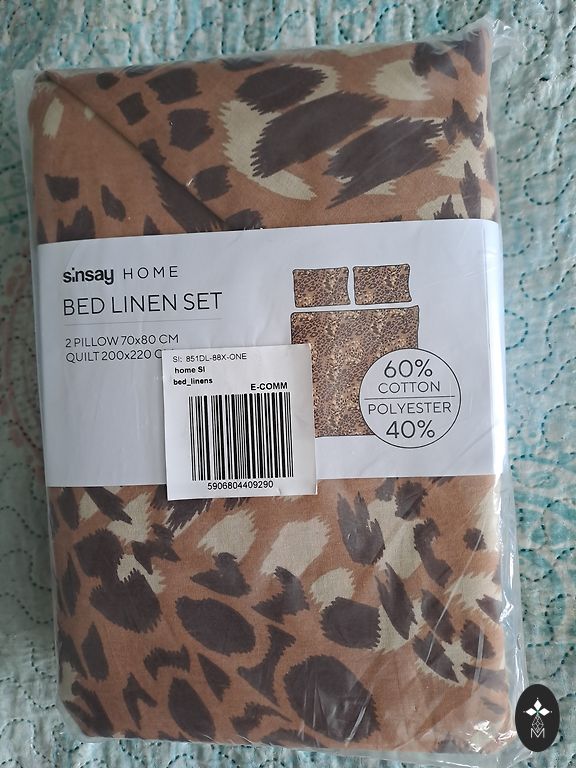 sinsay HOME
BED LINEN SET
2 PILLOW 70x80 CM
QUILT 200x220 C
SI: 851DL-88X-ONE
home SI
bed_linens
E-COMM
5906804409290
60%
COTTON
POLYESTER
40%
M